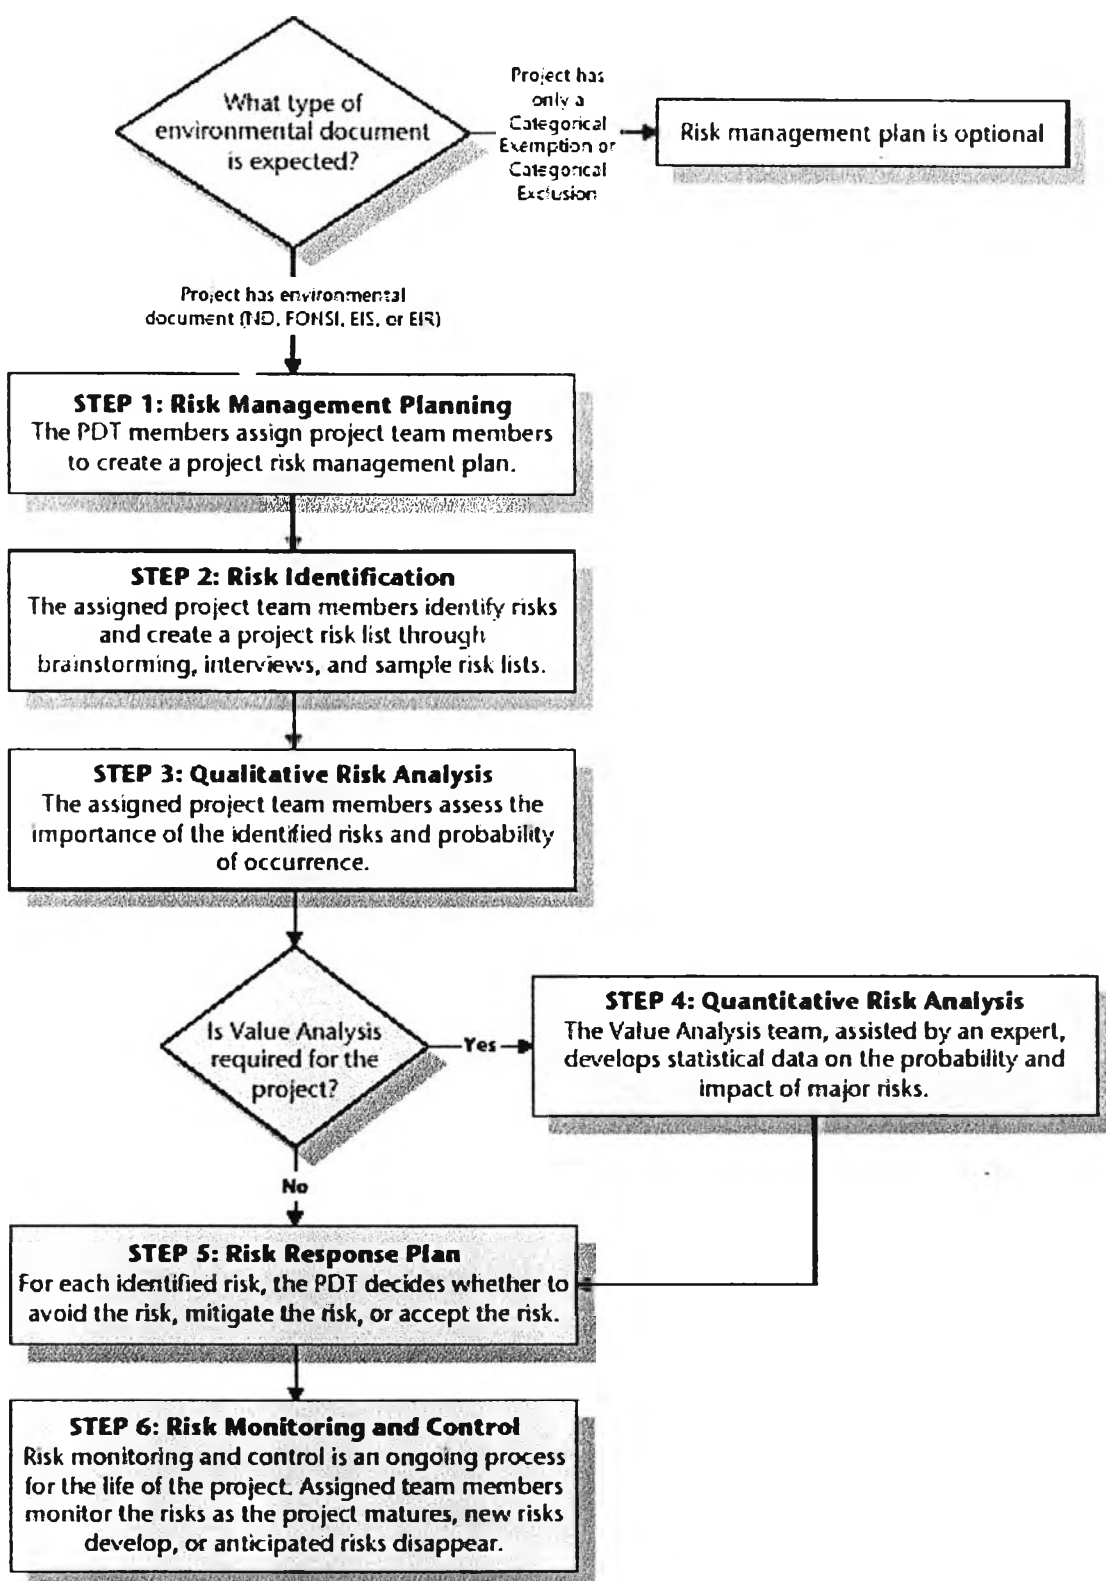 What type of
environmental document
is expected?
Project has
only a
Categorical
Exemption or
Categorical
Exclusion
Risk management plan is optional
Project has environmental
document (ND, FONSI, EIS, or EIR)
STEP 1: Risk Management Planning
The PDT members assign project team members
to create a project risk management plan.
STEP 2: Risk Identification
The assigned project team members identify risks
and create a project risk list through
brainstorming, interviews, and sample risk lists.
STEP 3: Qualitative Risk Analysis
The assigned project team members assess the
importance of the identified risks and probability
of occurrence.
Is Value Analysis
required for the
project?
Yes
STEP 4: Quantitative Risk Analysis
The Value Analysis team, assisted by an expert,
develops statistical data on the probability and
impact of major risks.
No
STEP 5: Risk Response Plan
For each identified risk, the PDT decides whether to
avoid the risk, mitigate the risk, or accept the risk.
STEP 6: Risk Monitoring and Control
Risk monitoring and control is an ongoing process
for the life of the project. Assigned team members
monitor the risks as the project matures, new risks
develop, or anticipated risks disappear.